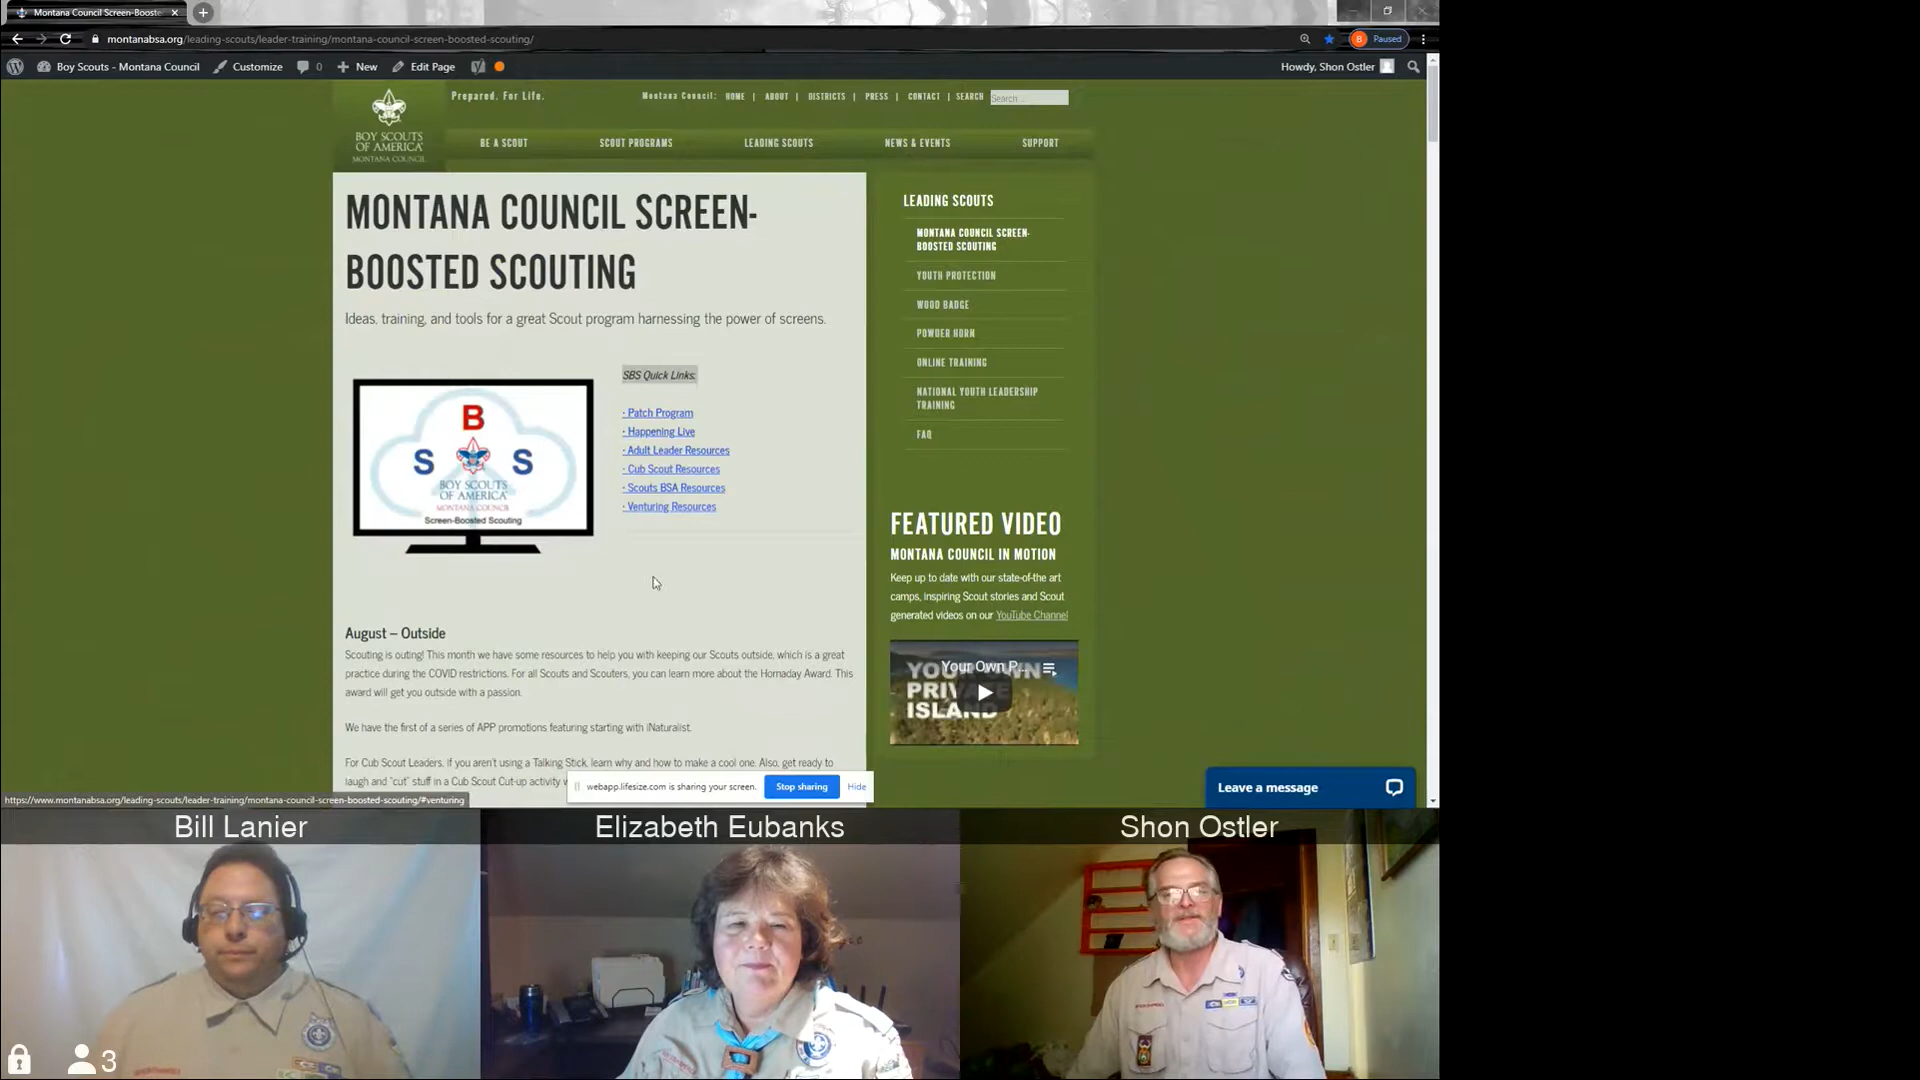 Montana Council Screen-Booste
montanabsa.org/leading-scouts/leader-training/montana-council-screen-boosted-scouting/
B Paused
Boy Scouts - Montana Council Customize 0 New Edit Page Howdy, Shon Ostler
Prepared. For Life. Montana Council: HOME | ABOUT | DISTRICTS | PRESS | CONTACT | SEARCH Search ...
BOY SCOUTS
OF AMERICA
MONTANA COUNCIL
BE A SCOUT SCOUT PROGRAMS LEADING SCOUTS NEWS & EVENTS SUPPORT
MONTANA COUNCIL SCREEN-
BOOSTED SCOUTING
Ideas, training, and tools for a great Scout program harnessing the power of screens.
B
S S
BOY SCOUTS
OF AMERICA
MONTANA COUNCIL
Screen-Boosted Scouting
SBS Quick Links:
· Patch Program
· Happening Live
· Adult Leader Resources
· Cub Scout Resources
· Scouts BSA Resources
· Venturing Resources
August – Outside
Scouting is outing! This month we have some resources to help you with keeping our Scouts outside, which is a great
practice during the COVID restrictions. For all Scouts and Scouters, you can learn more about the Hornaday Award. This
award will get you outside with a passion.
We have the first of a series of APP promotions featuring starting with iNaturalist.
For Cub Scout Leaders, if you aren't using a Talking Stick, learn why and how to make a cool one. Also, get ready to
laugh and "cut" stuff in a Cub Scout Cut-up activity
LEADING SCOUTS
MONTANA COUNCIL SCREEN-
BOOSTED SCOUTING
YOUTH PROTECTION
WOOD BADGE
POWDER HORN
ONLINE TRAINING
NATIONAL YOUTH LEADERSHIP
TRAINING
FAQ
FEATURED VIDEO
MONTANA COUNCIL IN MOTION
Keep up to date with our state-of-the art
camps, inspiring Scout stories and Scout
generated videos on our YouTube Channel
Your Own P...
YOUR OWN
PRIVATE
ISLAND
webapp.lifesize.com is sharing your screen. Stop sharing Hide
Leave a message
https://www.montanabsa.org/leading-scouts/leader-training/montana-council-screen-boosted-scouting/#venturing
Bill Lanier Elizabeth Eubanks Shon Ostler
3